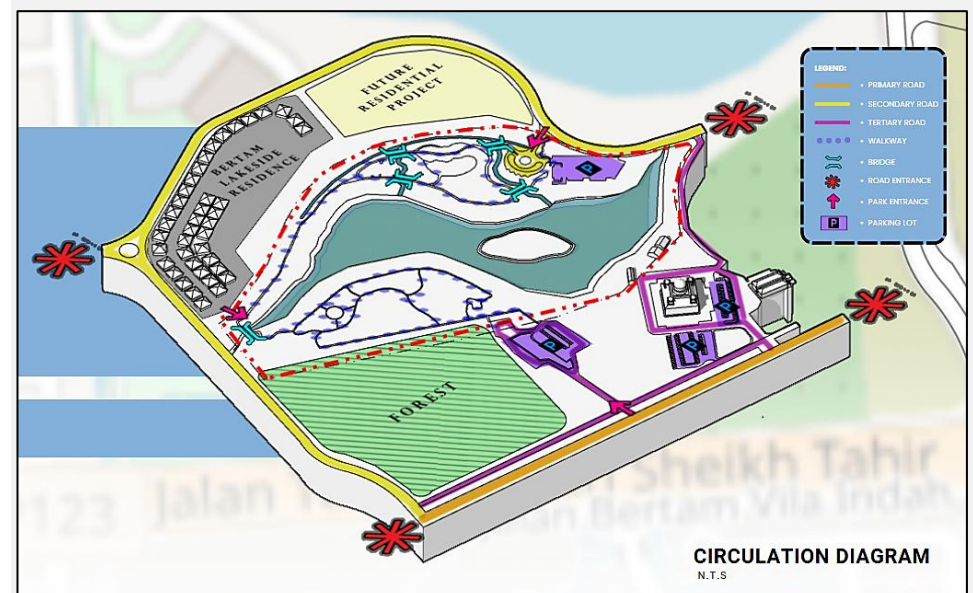 FUTURE
RESIDENTIAL
PROJECT
BERTAM
LAKESIDE
RESIDENCE
FOREST
P
P
P
P
LEGEND:
• PRIMARY ROAD
• SECONDARY ROAD
• TERTIARY ROAD
• WALKWAY
• BRIDGE
• ROAD ENTRANCE
• PARK ENTRANCE
P • PARKING LOT
123 Jalan
Sheikh Tahir
Bertam Vila Indah
CIRCULATION DIAGRAM
N.T.S